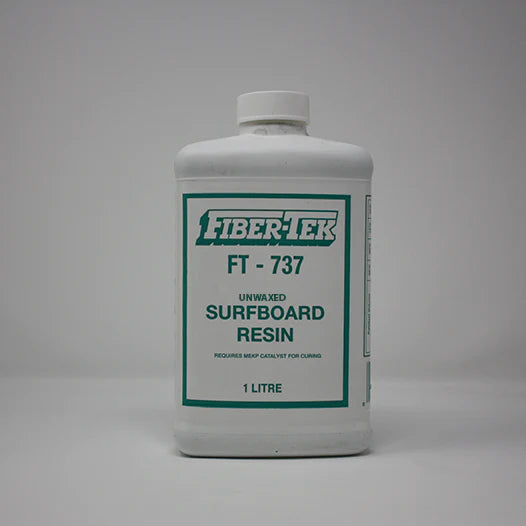 FIBER-TEK
FT - 737
UNWAXED
SURFBOARD
RESIN
REQUIRES MEKP CATALYST FOR CURING
1 LITRE